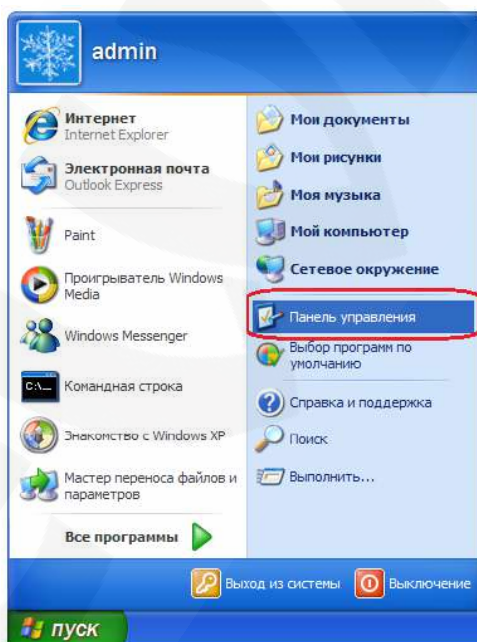 admin
Интернет
Internet Explorer
Электронная почта
Outlook Express
Paint
Проигрыватель Windows
Media
Windows Messenger
C:\_
Командная строка
Знакомство с Windows XP
Мастер переноса файлов и
параметров
Все программы
Мои документы
Мои рисунки
Моя музыка
Мой компьютер
Сетевое окружение
Панель управления
Выбор программ по
умолчанию
Справка и поддержка
Поиск
Выполнить...
Выход из системы
Выключение
пуск